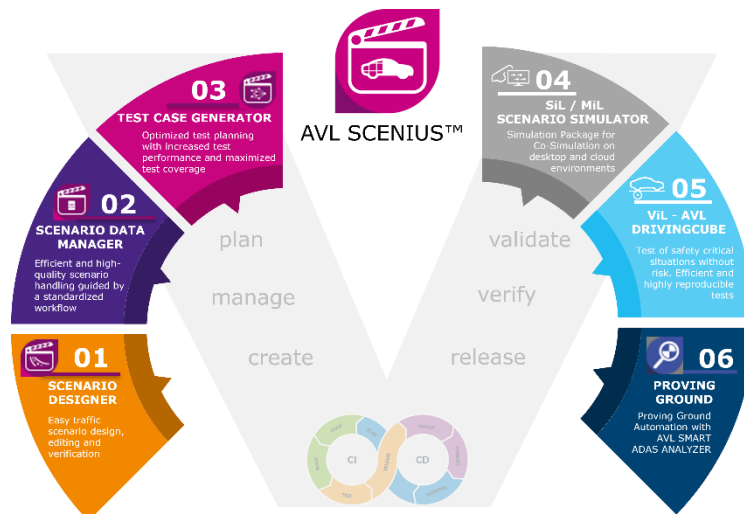 03
TEST CASE GENERATOR
Optimized test planning
with increased test
performance and maximized
test coverage
AVL SCENIUS™
04
SiL / MiL
SCENARIO SIMULATOR
Simulation Package for
Co-Simulation on
desktop and cloud
environments
02
SCENARIO DATA
MANAGER
Efficient and high-
quality scenario
handling guided by
a standardized
workflow
05
ViL - AVL
DRIVINGCUBE
Test of safety critical
situations without
risk. Efficient and
highly reproducible
tests
plan
manage
create
validate
verify
release
01
SCENARIO
DESIGNER
Easy traffic
scenario design,
editing and
verification
06
PROVING
GROUND
Proving Ground
Automation with
AVL SMART
ADAS ANALYZER
CI
CD